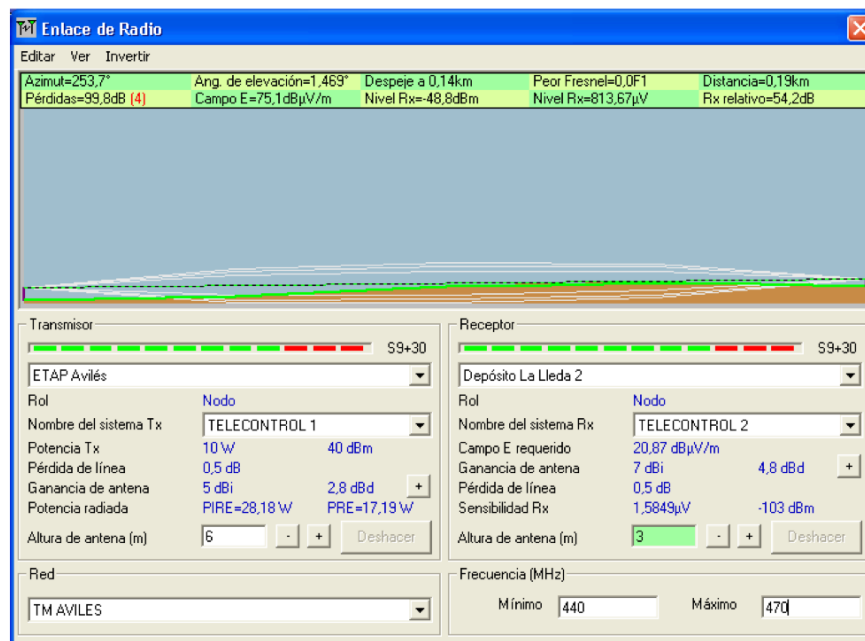 Enlace de Radio
Editar Ver Invertir
Azimut=253,7° Ang. de elevación=1,469° Despeje a 0,14km Peor Fresnel=0,0F1 Distancia=0,19km
Pérdidas=99,8dB (4) Campo E=75,1dBµV/m Nivel Rx=-48,8dBm Nivel Rx=813,67µV Rx relativo=54,2dB
Transmisor
S9+30
ETAP Avilés
Rol Nodo
Nombre del sistema Tx TELECONTROL 1
Potencia Tx 10 W 40 dBm
Pérdida de línea 0,5 dB
Ganancia de antena 5 dBi 2,8 dBd +
Potencia radiada PIRE=28,18 W PRE=17,19 W
Altura de antena (m) 6 - + Deshacer
Red
TM AVILES
Receptor
S9+30
Depósito La Lleda 2
Rol Nodo
Nombre del sistema Rx TELECONTROL 2
Campo E requerido 20,87 dBµV/m
Ganancia de antena 7 dBi 4,8 dBd +
Pérdida de línea 0,5 dB
Sensibilidad Rx 1,5849µV -103 dBm
Altura de antena (m) 3 - + Deshacer
Frecuencia (MHz)
Mínimo 440 Máximo 470